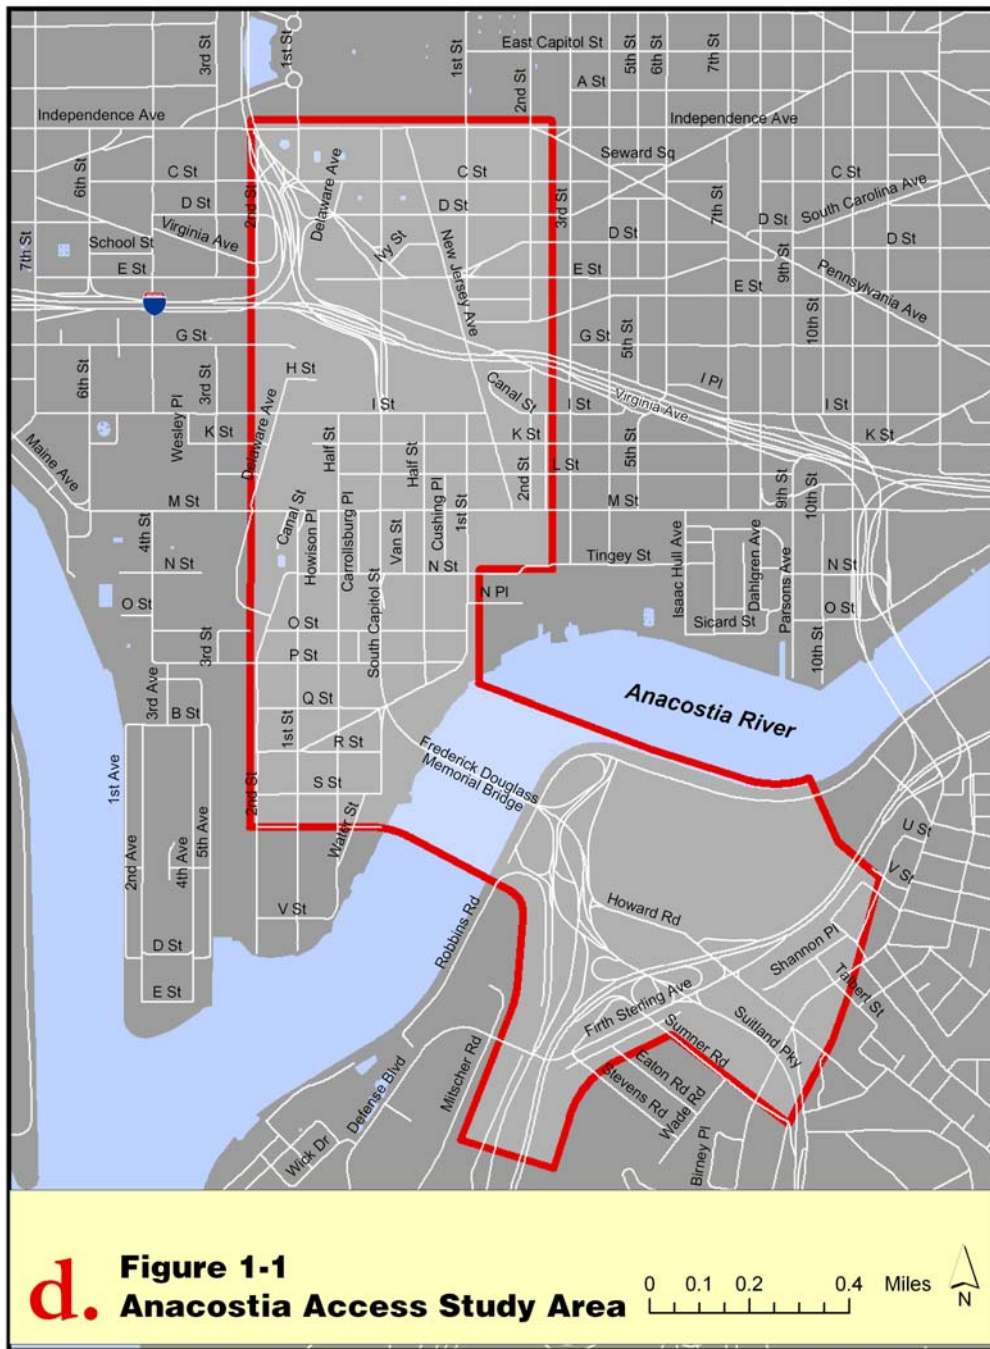 3rd St
1st St
1st St
East Capitol St
2nd St
5th St
6th St
7th St
A St
Independence Ave
Independence Ave
6th St
C St
2nd St
Delaware Ave
C St
3rd St
Seward Sq
7th St
C St
South Carolina Ave
D St
D St
D St
D St
D St
Virginia Ave
7th St
School St
E St
Ivy St
New Jersey Ave
E St
E St
9th St
Pennsylvania Ave
10th St
G St
G St
5th St
6th St
3rd St
H St
Wesley Pl
Delaware Ave
I St
Canal St
I St
I Pl
Virginia Ave
I St
Maine Ave
K St
Half St
Half St
K St
5th St
K St
L St
2nd St
9th St
10th St
M St
M St
4th St
Canal St
Howison Pl
Carrollsburg Pl
Van St
Cushing Pl
1st St
N St
N St
Tingey St
Isaac Hull Ave
Dahlgren Ave
Parsons Ave
N St
N Pl
O St
O St
South Capitol St
Sicard St
O St
10th St
3rd St
P St
3rd Ave
B St
Q St
1st St
R St
Anacostia River
1st Ave
2nd St
S St
Frederick Douglass
Memorial Bridge
Water St
2nd Ave
4th Ave
5th Ave
U St
V St
V St
Robbins Rd
Howard Rd
Shannon Pl
D St
E St
Talbert St
Firth Sterling Ave
Suitland Pky
Sumner Rd
Mitscher Rd
Eaton Rd
Stevens Rd
Wade Rd
Defense Blvd
Wick Dr
Birney Pl
d.
Figure 1-1
Anacostia Access Study Area
0 0.1 0.2 0.4 Miles
N